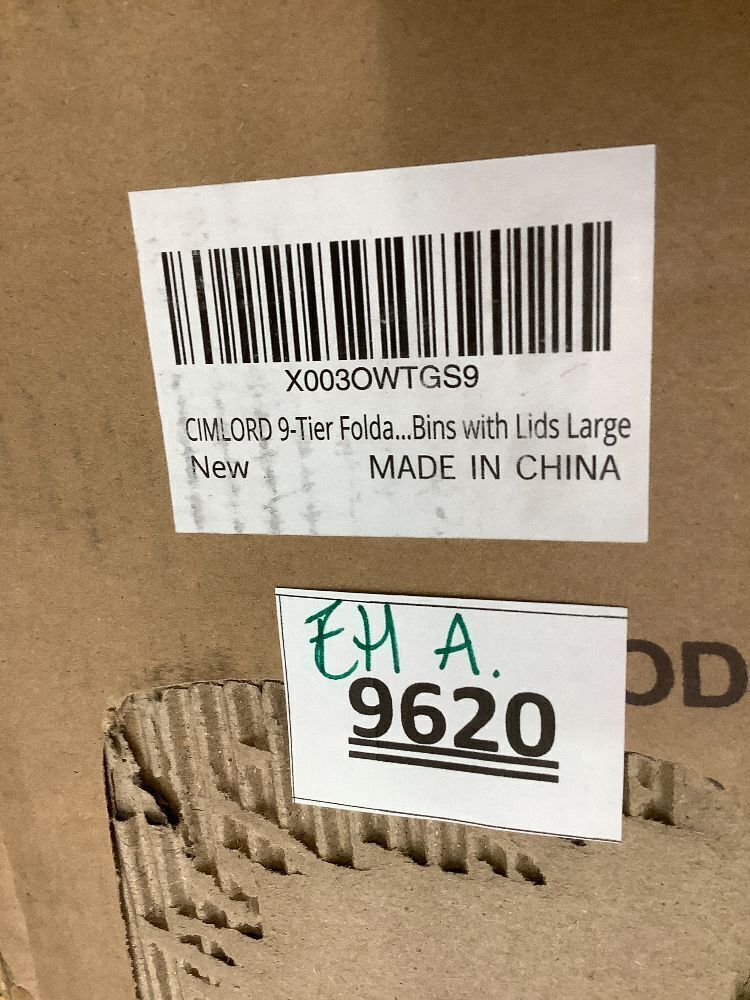 X003OWTGS9
CIMLORD 9-Tier Folda...Bins with Lids Large
New MADE IN CHINA
EH A.
9620
OD